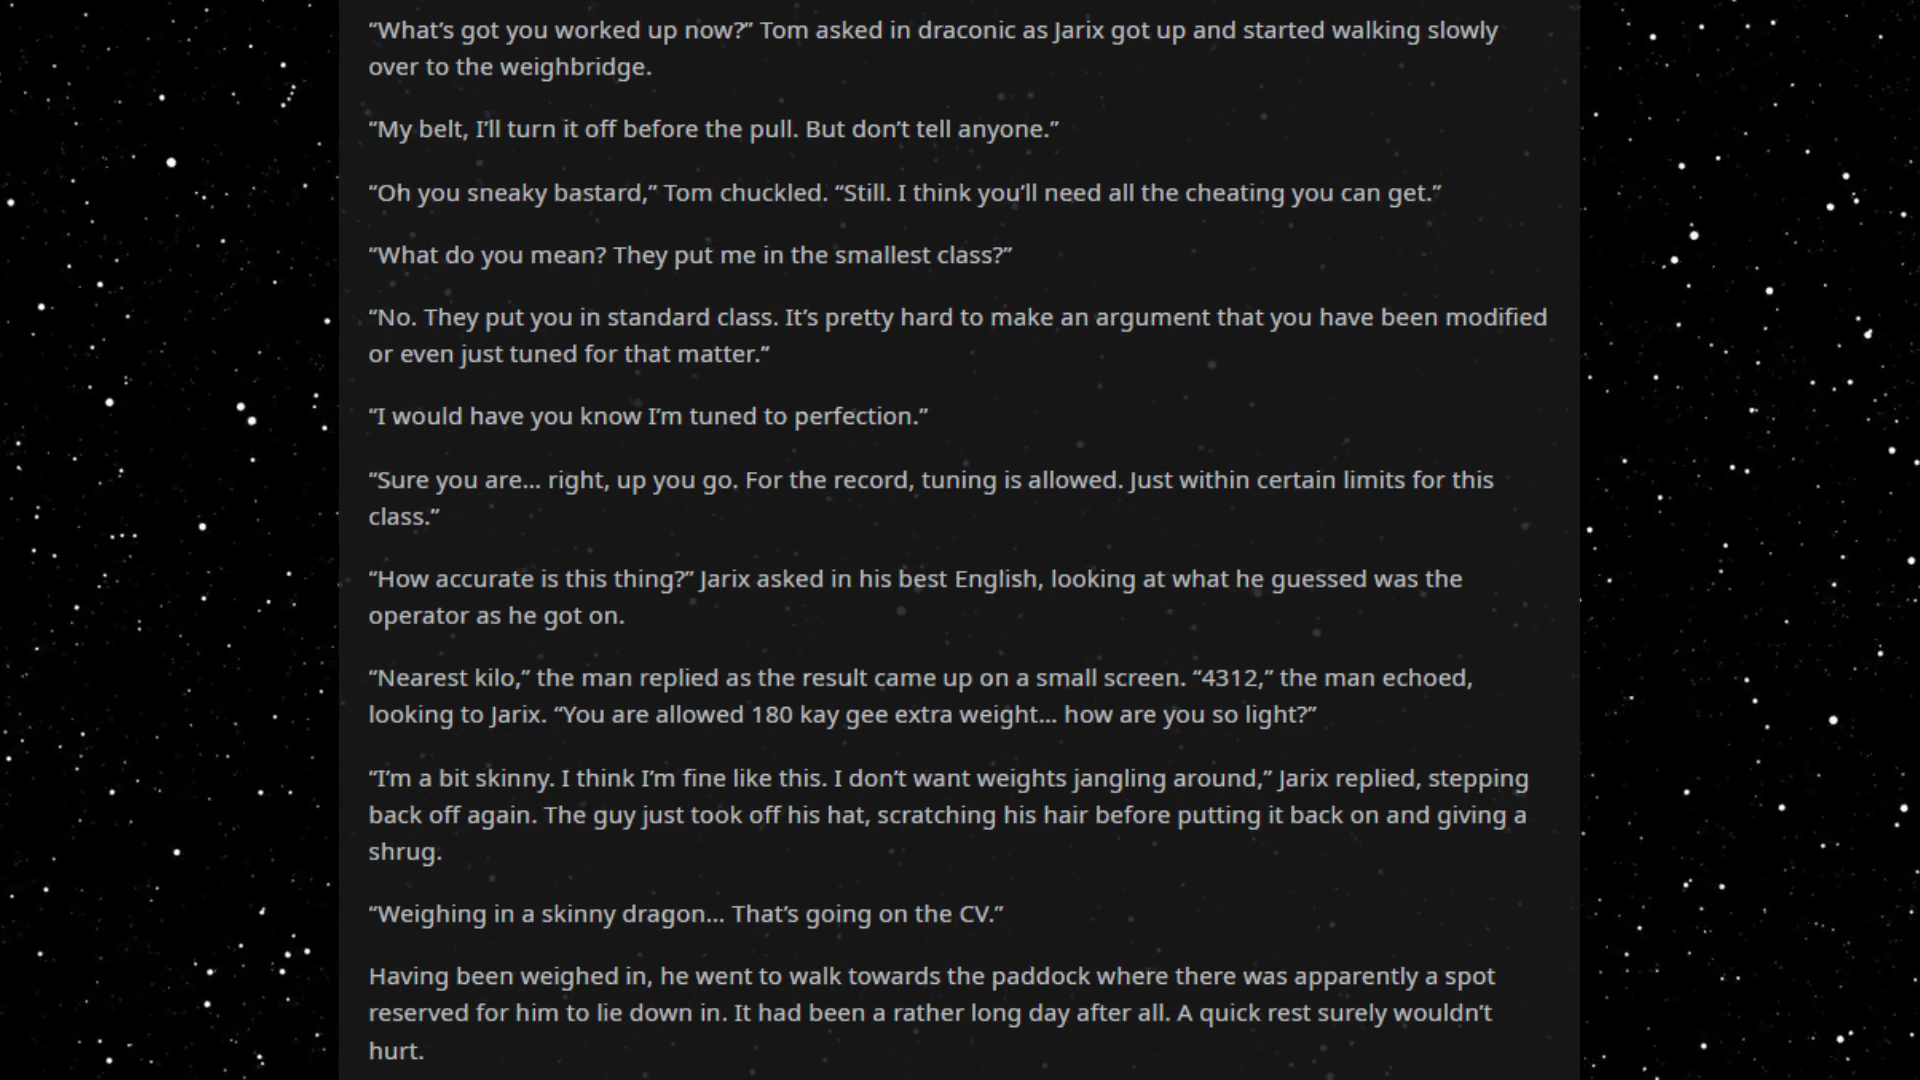 “What’s got you worked up now?” Tom asked in draconic as Jarix got up and started walking slowly
over to the weighbridge.
“My belt, I’ll turn it off before the pull. But don’t tell anyone.”
“Oh you sneaky bastard,” Tom chuckled. “Still. I think you’ll need all the cheating you can get.”
“What do you mean? They put me in the smallest class?”
“No. They put you in standard class. It’s pretty hard to make an argument that you have been modified
or even just tuned for that matter.”
“I would have you know I’m tuned to perfection.”
“Sure you are… right, up you go. For the record, tuning is allowed. Just within certain limits for this
class.”
“How accurate is this thing?” Jarix asked in his best English, looking at what he guessed was the
operator as he got on.
“Nearest kilo,” the man replied as the result came up on a small screen. “4312,” the man echoed,
looking to Jarix. “You are allowed 180 kay gee extra weight… how are you so light?”
“I’m a bit skinny. I think I’m fine like this. I don’t want weights jangling around,” Jarix replied, stepping
back off again. The guy just took off his hat, scratching his hair before putting it back on and giving a
shrug.
“Weighing in a skinny dragon… That’s going on the CV.”
Having been weighed in, he went to walk towards the paddock where there was apparently a spot
reserved for him to lie down in. It had been a rather long day after all. A quick rest surely wouldn’t
hurt.